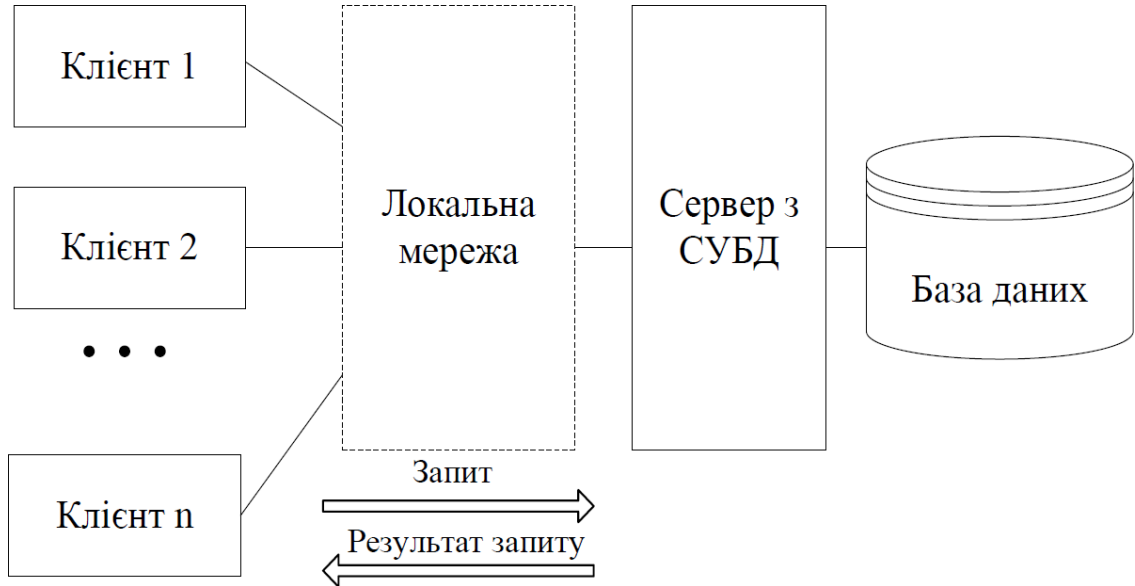 Клієнт 1
Клієнт 2
• • •
Клієнт n
Локальна
мережа
Сервер з
СУБД
База даних
Запит
Результат запиту